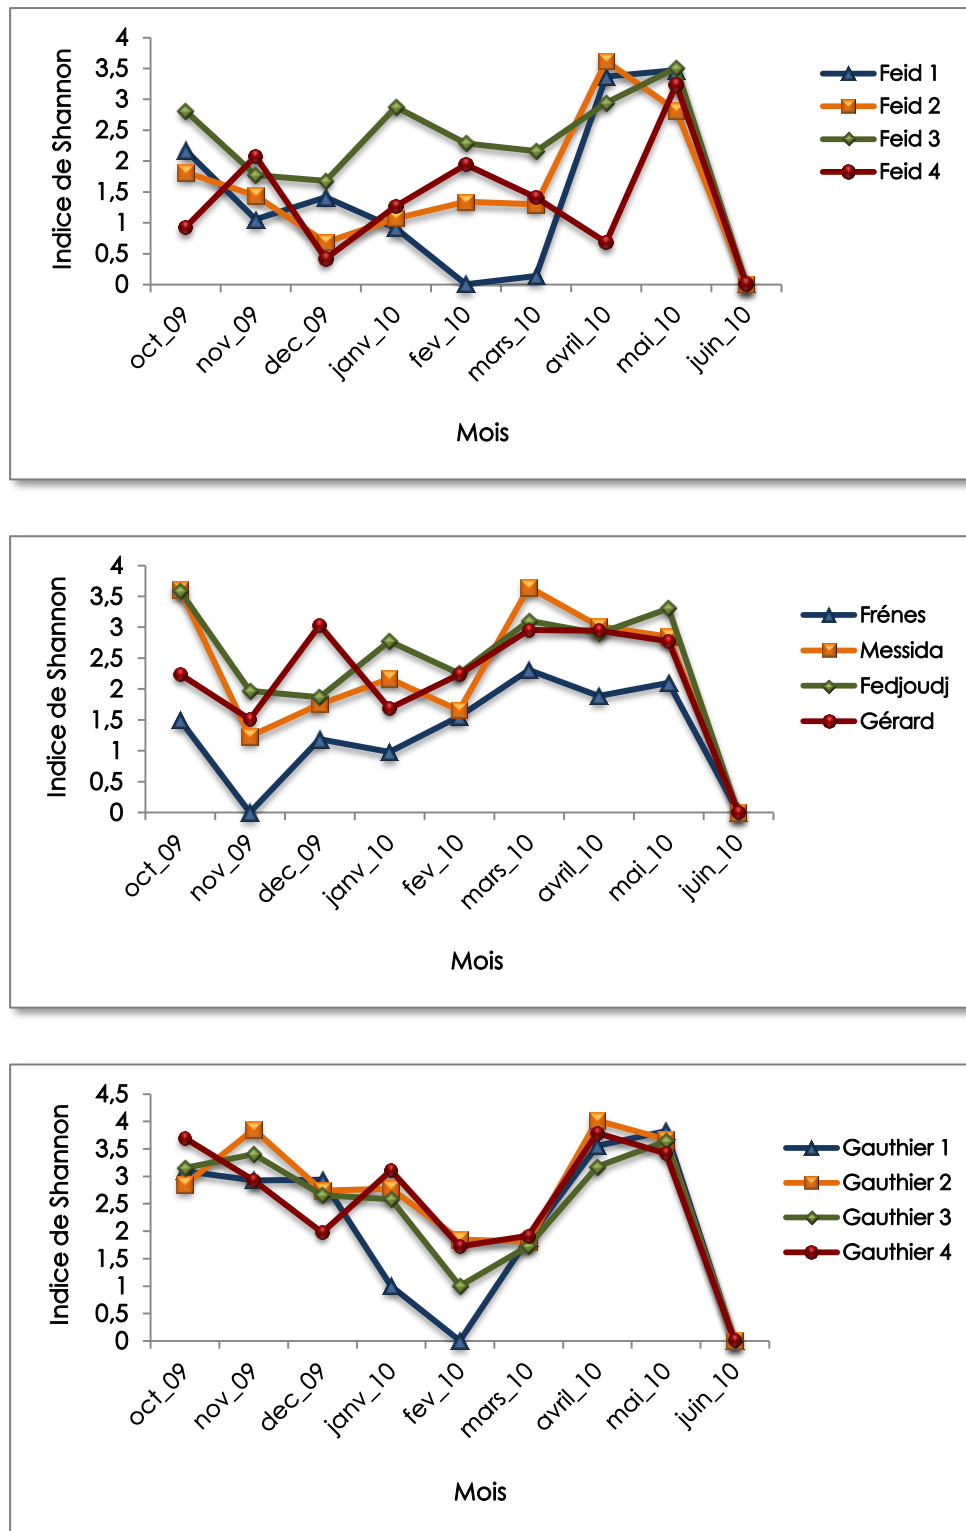 Indice de Shannon
4
3,5
3
2,5
2
1,5
1
0,5
0
oct_09
nov_09
dec_09
janv_10
fev_10
mars_10
avril_10
mai_10
juin_10
Mois
Feid 1
Feid 2
Feid 3
Feid 4
Indice de Shannon
4
3,5
3
2,5
2
1,5
1
0,5
0
oct_09
nov_09
dec_09
janv_10
fev_10
mars_10
avril_10
mai_10
juin_10
Mois
Frénes
Messida
Fedjoudj
Gérard
Indice de Shannon
4,5
4
3,5
3
2,5
2
1,5
1
0,5
0
oct_09
nov_09
dec_09
janv_10
fev_10
mars_10
avril_10
mai_10
juin_10
Mois
Gauthier 1
Gauthier 2
Gauthier 3
Gauthier 4